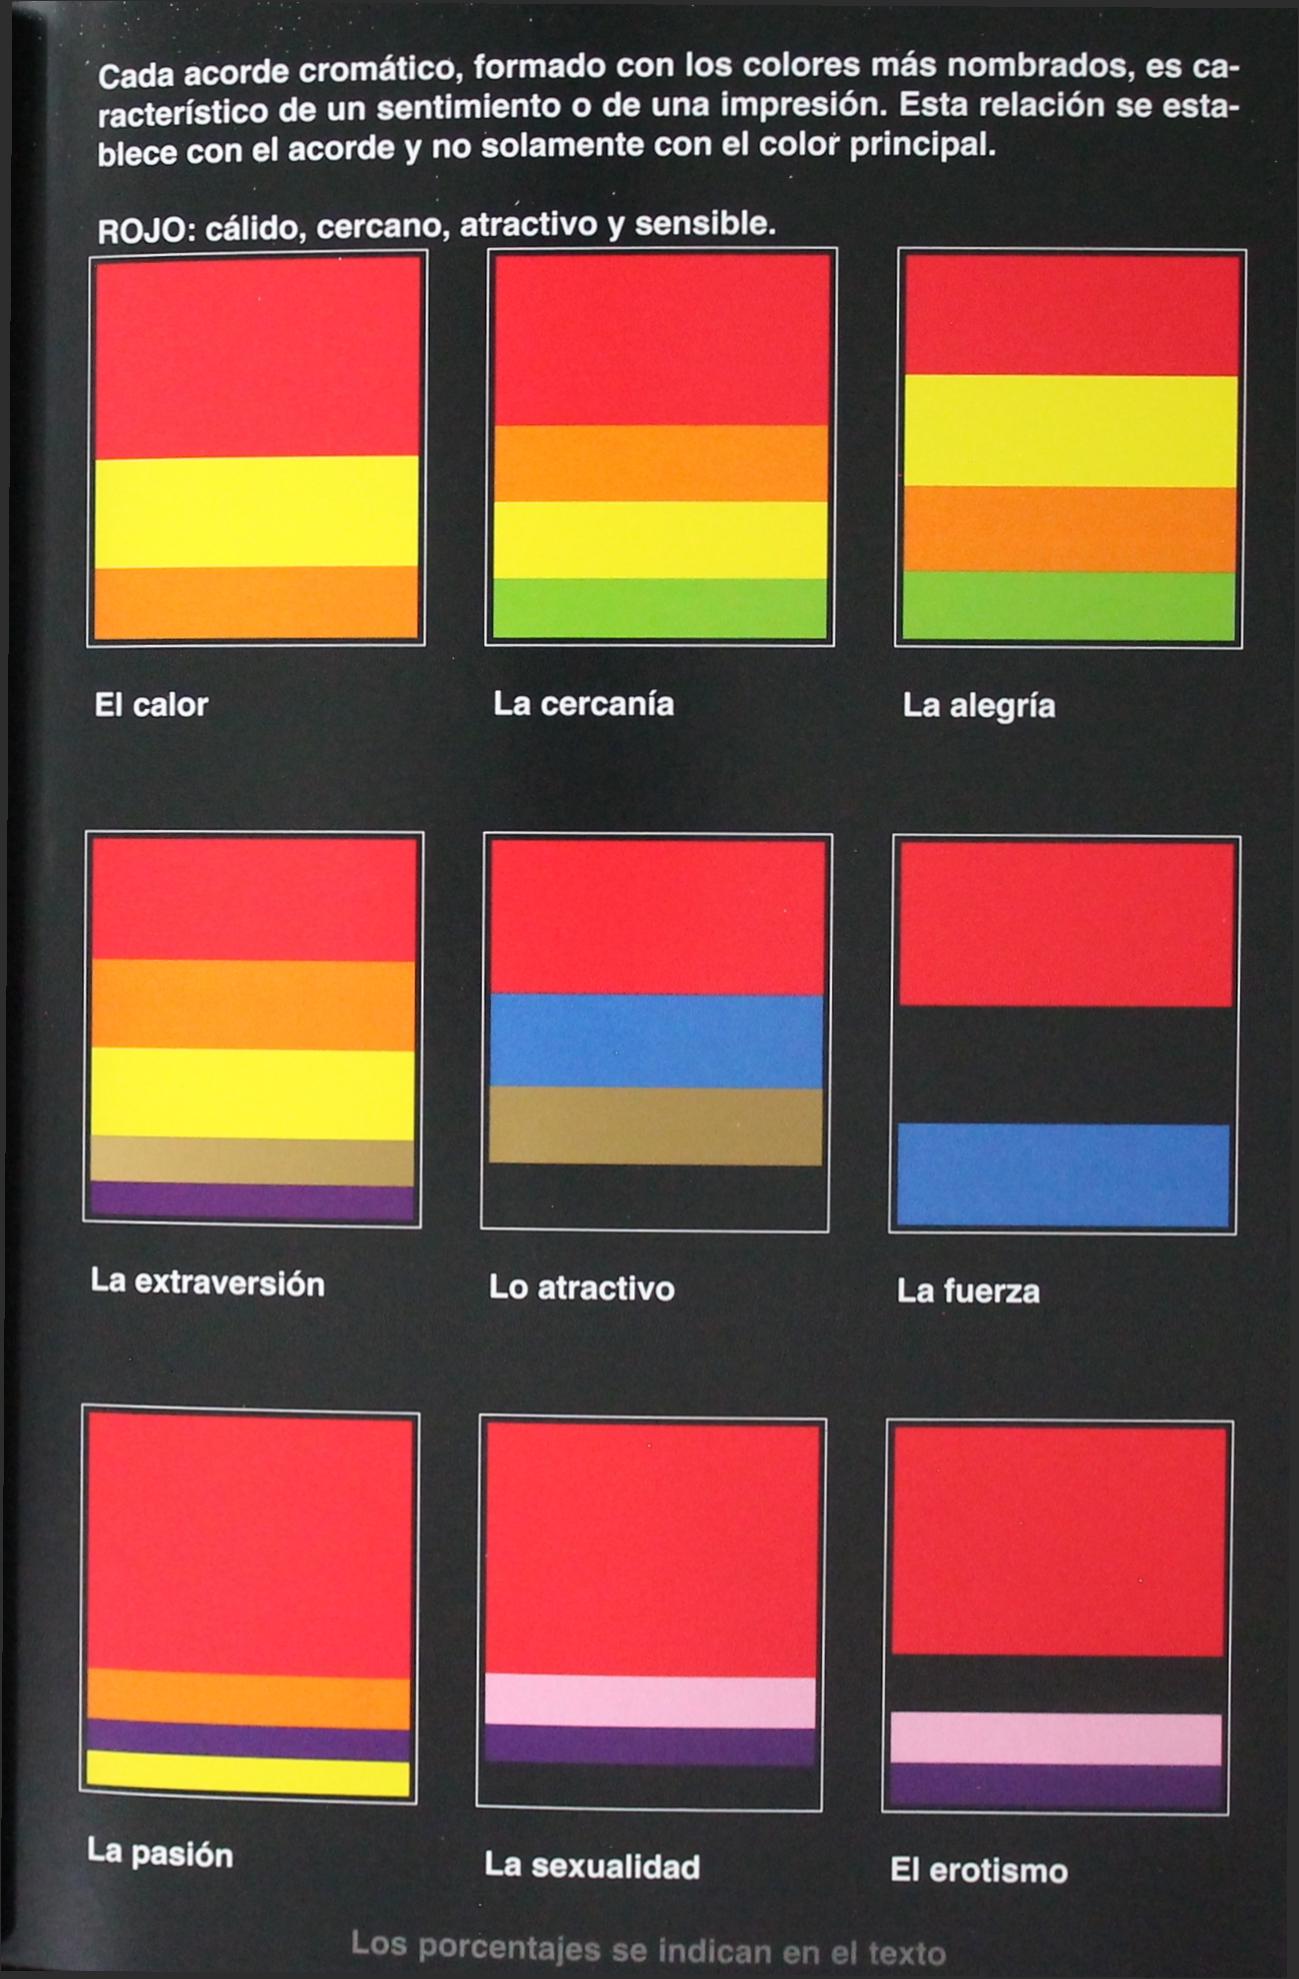 Cada acorde cromático, formado con los colores más nombrados, es ca-
racterístico de un sentimiento o de una impresión. Esta relación se esta-
blece con el acorde y no solamente con el color principal.
ROJO: cálido, cercano, atractivo y sensible.
El calor
La cercanía
La alegría
La extraversión
Lo atractivo
La fuerza
La pasión
La sexualidad
El erotismo
Los porcentajes se indican en el texto